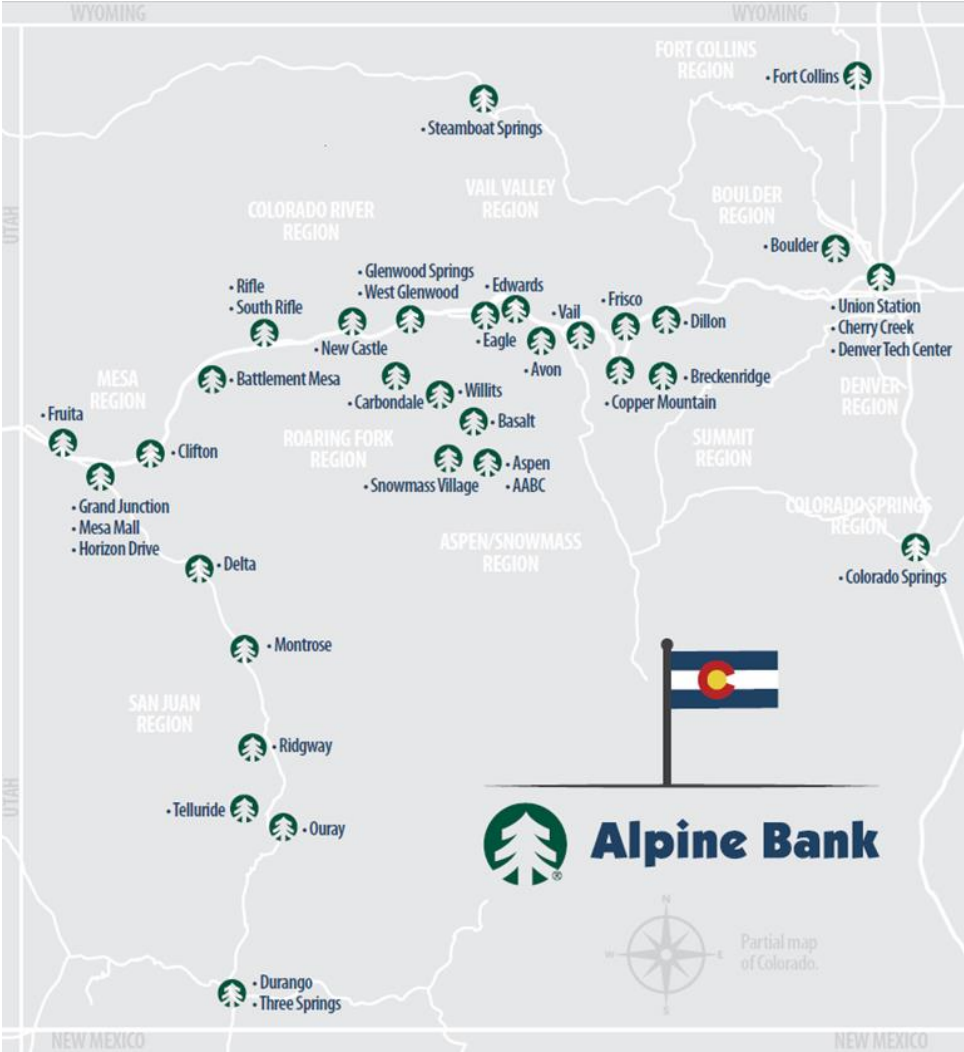 WYOMING
WYOMING
FORT COLLINS
REGION
• Fort Collins
• Steamboat Springs
UTAH
COLORADO RIVER
REGION
VAIL VALLEY
REGION
BOULDER
REGION
• Boulder
• Rifle
• South Rifle
• Glenwood Springs
• West Glenwood
• Edwards
• Vail
• Frisco
• Dillon
• Union Station
• Cherry Creek
• Denver Tech Center
• New Castle
• Eagle
• Avon
MESA
REGION
• Battlement Mesa
• Carbondale
• Willits
• Breckenridge
• Copper Mountain
DENVER
REGION
• Fruita
• Clifton
ROARING FORK
REGION
• Basalt
SUMMIT
REGION
• Snowmass Village
• Aspen
• AABC
• Grand Junction
• Mesa Mall
• Horizon Drive
ASPEN/SNOWMASS
REGION
COLORADO SPRINGS
REGION
• Colorado Springs
• Delta
• Montrose
SAN JUAN
REGION
• Ridgway
UTAH
• Telluride
• Ouray
®
Alpine Bank
N
W
E
S
Partial map
of Colorado.
• Durango
• Three Springs
NEW MEXICO
NEW MEXICO